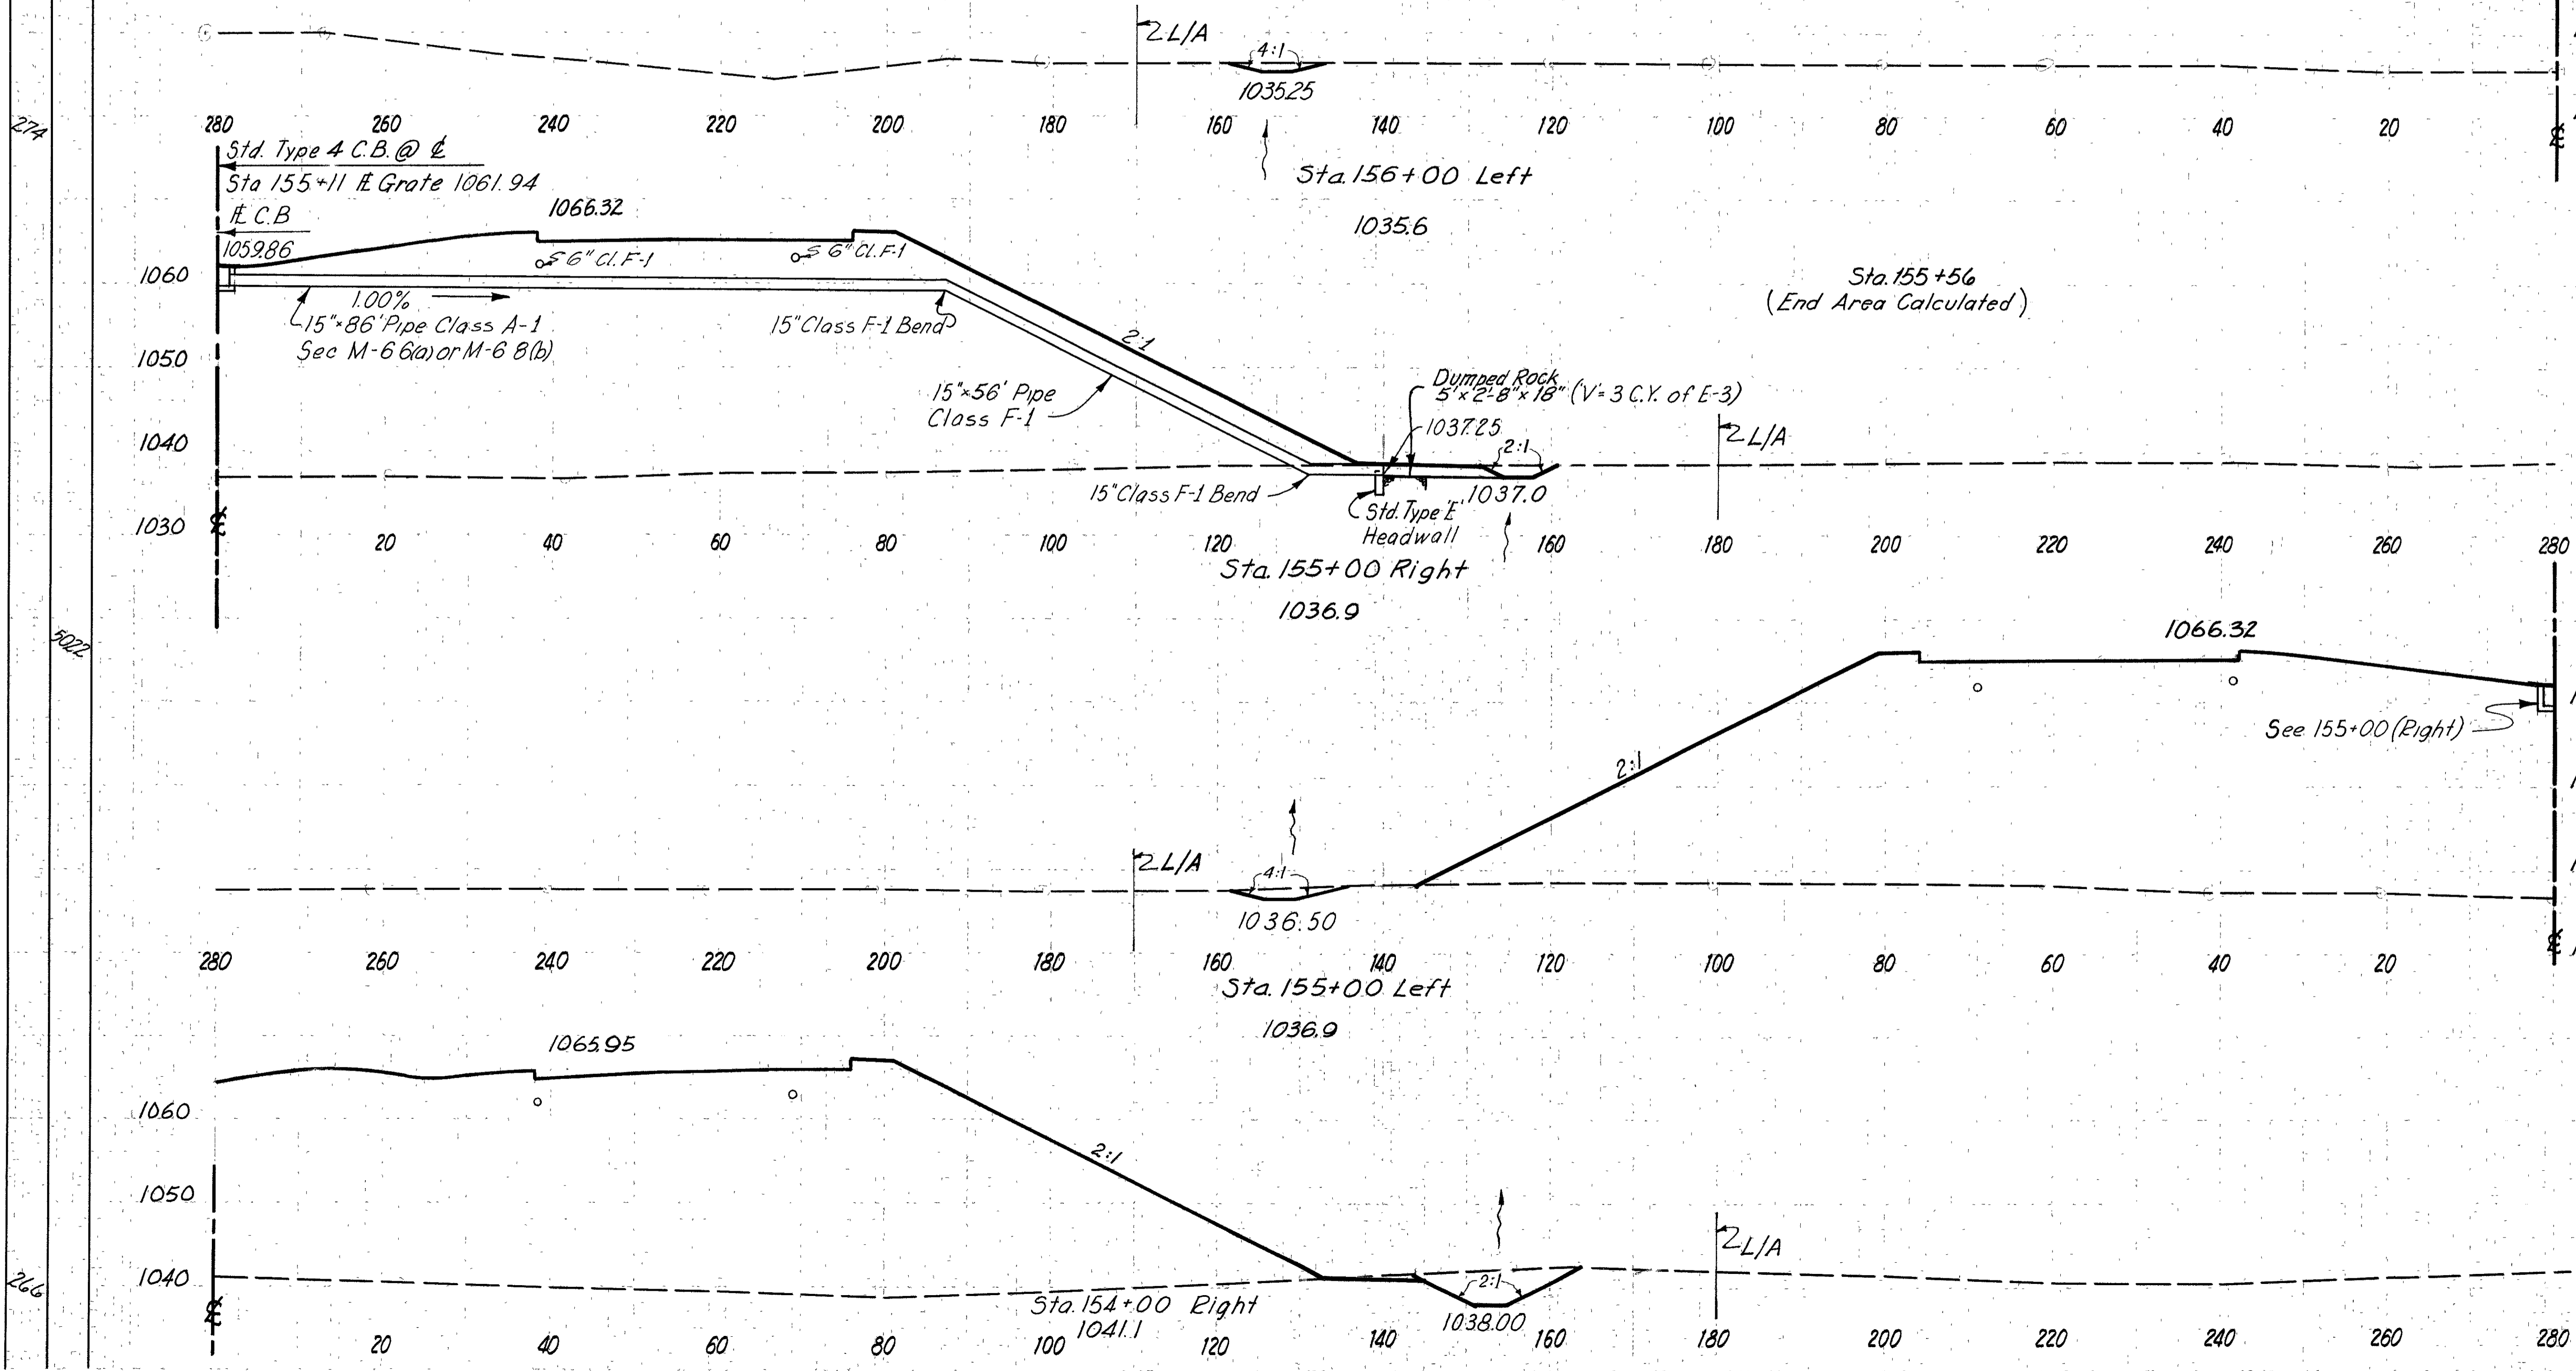 2 L/A
4:1
1035.25
280 260 240 220 200 180 160 140 120 100 80 60 40 20 ℄
274
Std. Type 4 C.B. @ ℄
Sta 155+11 Grate 1061.94
Sta. 156+00 Left
1035.6
C.B
1059.86
1066.32
6" Cl. F-1
6" Cl. F-1
Sta. 155+56
(End Area Calculated)
1060
1.00%
15"×86' Pipe Class A-1
Sec M-6 6(a) or M-6 8(b)
15" Class F-1 Bend
2:1
1050
15"×56' Pipe
Class F-1
Dumped Rock
5'×2'-8"×18" (V=3 C.Y. of E-3)
1037.25
2 L/A
1040
2:1
15" Class F-1 Bend
1037.0
Std. Type 'E'
Headwall
1030
℄
20 40 60 80 100 120 160 180 200 220 240 260 280
Sta. 155+00 Right
1036.9
5022
1066.32
See 155+00 (Right)
2:1
2 L/A
4:1
1036.50
℄
280 260 240 220 200 180 160 140 120 100 80 60 40 20
Sta. 155+00 Left
1036.9
1065.95
1060
2:1
1050
2 L/A
1040
266
2:1
Sta. 154+00 Right
1041.1
1038.00
℄
20 40 60 80 100 120 140 160 180 200 220 240 260 280